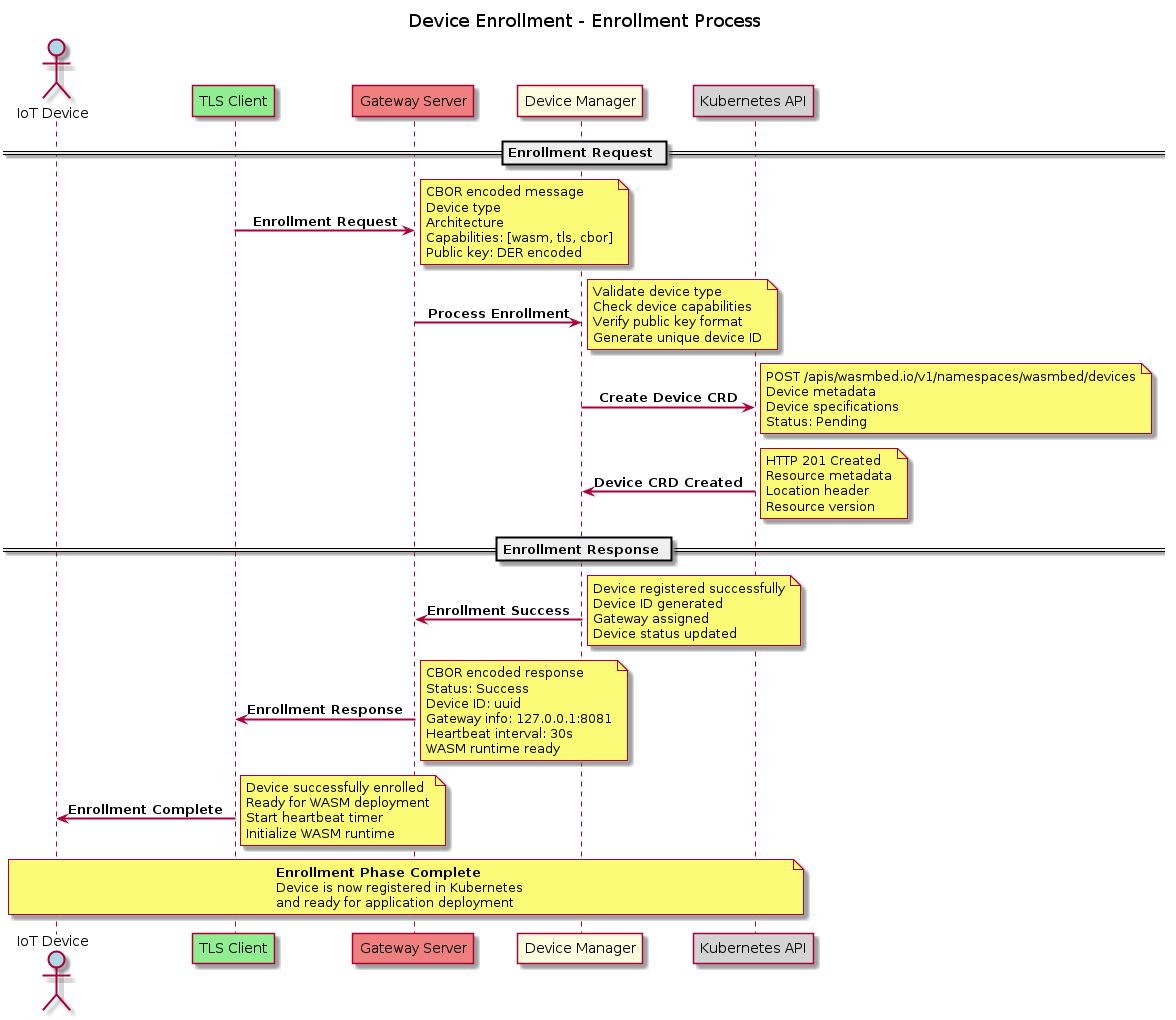 Device Enrollment - Enrollment Process
IoT Device
TLS Client
Gateway Server
Device Manager
Kubernetes API
Enrollment Request
Enrollment Request
CBOR encoded message
Device type
Architecture
Capabilities: [wasm, tls, cbor]
Public key: DER encoded
Process Enrollment
Validate device type
Check device capabilities
Verify public key format
Generate unique device ID
Create Device CRD
POST /apis/wasmbed.io/v1/namespaces/wasmbed/devices
Device metadata
Device specifications
Status: Pending
Device CRD Created
HTTP 201 Created
Resource metadata
Location header
Resource version
Enrollment Response
Enrollment Success
Device registered successfully
Device ID generated
Gateway assigned
Device status updated
Enrollment Response
CBOR encoded response
Status: Success
Device ID: uuid
Gateway info: 127.0.0.1:8081
Heartbeat interval: 30s
WASM runtime ready
Enrollment Complete
Device successfully enrolled
Ready for WASM deployment
Start heartbeat timer
Initialize WASM runtime
Enrollment Phase Complete
Device is now registered in Kubernetes
and ready for application deployment
IoT Device
TLS Client
Gateway Server
Device Manager
Kubernetes API